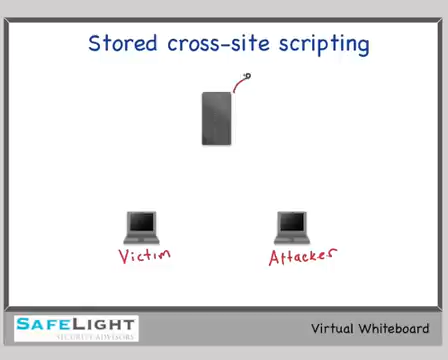 Stored cross-site scripting
Victim
Attacker
SAFELIGHT
SECURITY ADVISORS
Virtual Whiteboard